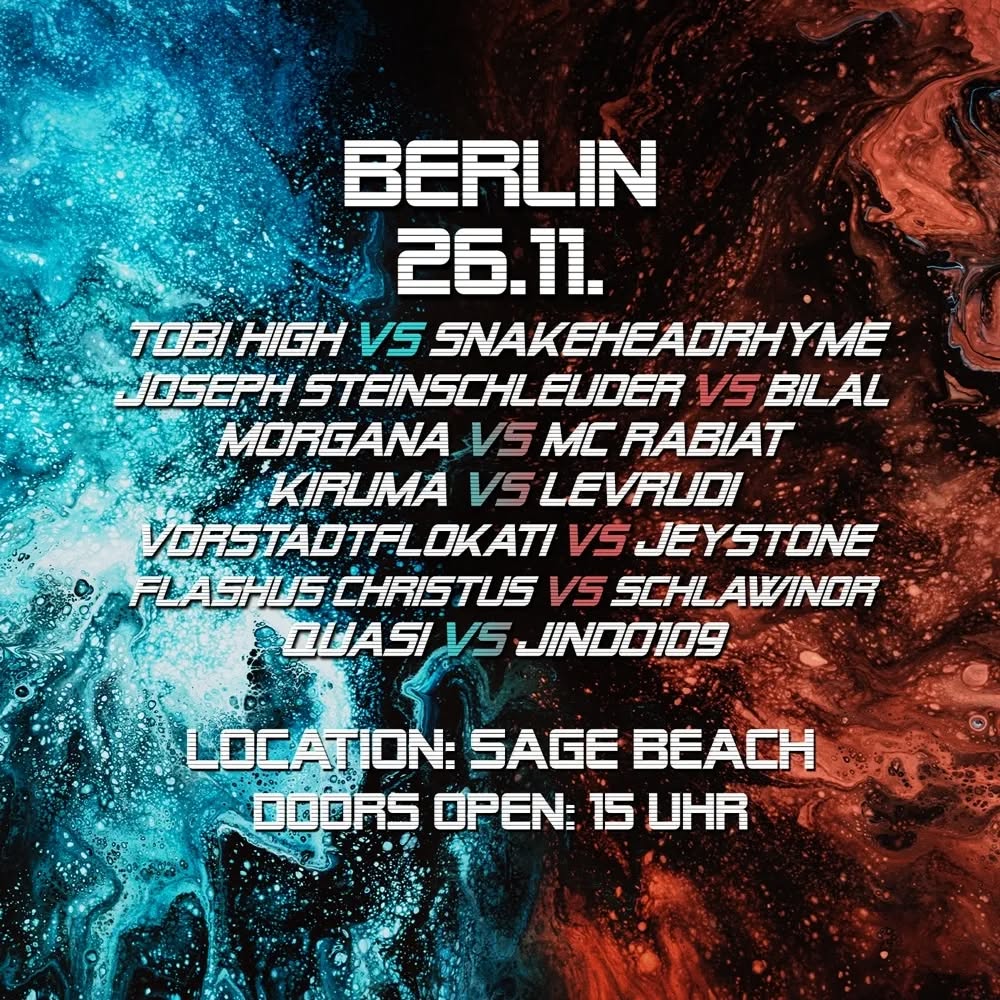 BERLIN
26.11.
TOBI HIGH VS SNAKEHEADRHYME
JOSEPH STEINSCHLEUDER VS BILAL
MORGANA VS MC RABIAT
KIRUMA VS LEVRUDI
VORSTADTFLOKATI VS JEYSTONE
FLASHUS CHRISTUS VS SCHLAWINOR
QUASI VS JINDO109
LOCATION: SAGE BEACH
DOORS OPEN: 15 UHR